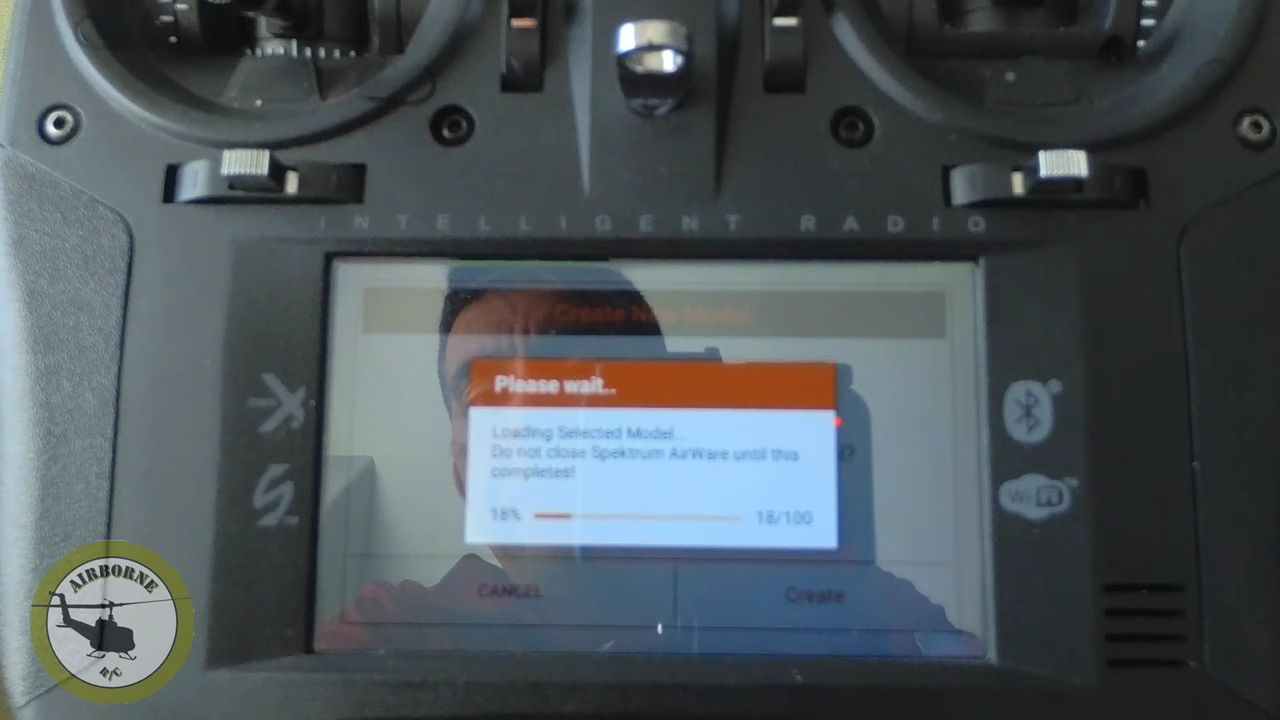 INTELLIGENT RADIO
Create New Model
Please wait..
Loading Selected Model...
Do not close Spektrum AirWare until this
completes!
18% 18/100
CANCEL Create
WiFi
AIRBORNE
R/C